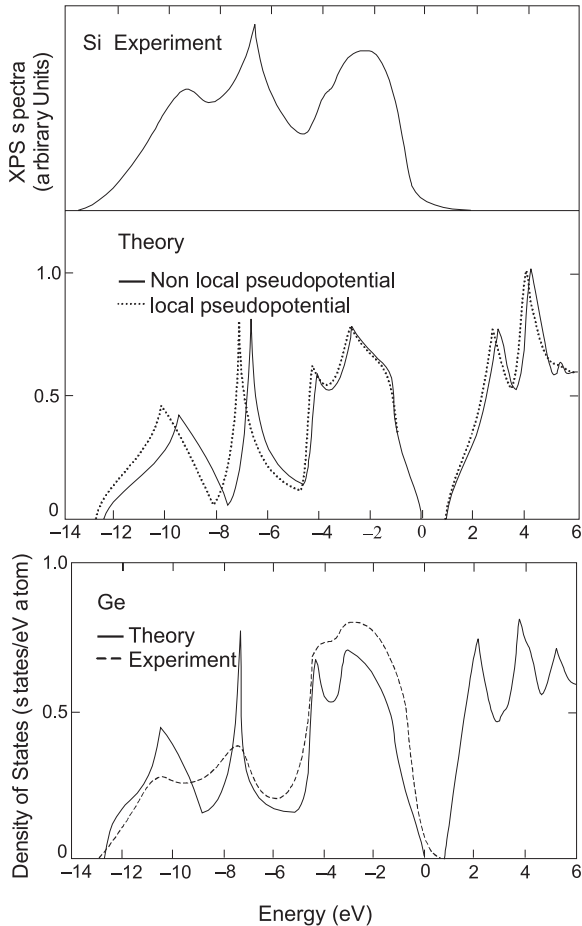 Si Experiment
XPS spectra
(arbirary Units)
Theory
1.0
Non local pseudopotential
local pseudopotential
0.5
0
−14 −12 −10 −8 −6 −4 −2 0 2 4 6
1.0
Ge
Theory
Experiment
0.5
0
−14 −12 −10 −8 −6 −4 −2 0 2 4 6
Density of States (states/eV atom)
Energy (eV)